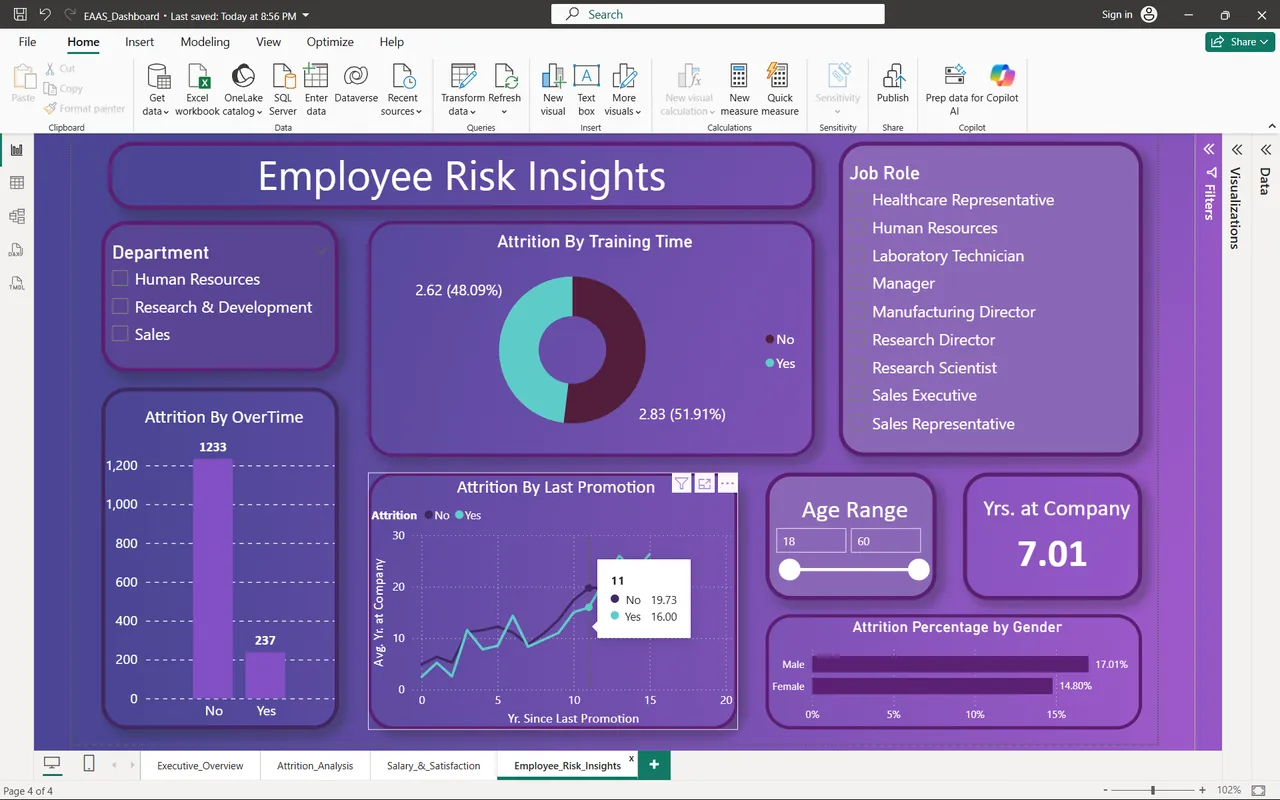 EAAS_Dashboard • Last saved: Today at 8:56 PM
Search
Sign in
File Home Insert Modeling View Optimize Help
Share
Paste
Cut
Copy
Format painter
Clipboard
Get data
Excel workbook
OneLake catalog
SQL Server
Enter data
Dataverse
Recent sources
Data
Transform data
Refresh
Queries
New visual
Text box
More visuals
Insert
New visual calculation
New measure
Quick measure
Calculations
Sensitivity
Sensitivity
Publish
Share
Prep data for AI
Copilot
Copilot
Employee Risk Insights
Department
Human Resources
Research & Development
Sales
Attrition By Training Time
2.62 (48.09%)
2.83 (51.91%)
No
Yes
Job Role
Healthcare Representative
Human Resources
Laboratory Technician
Manager
Manufacturing Director
Research Director
Research Scientist
Sales Executive
Sales Representative
Filters
Visualizations
Data
DAX
TMDL
Attrition By OverTime
1233
237
1,200
1,000
800
600
400
200
0
No Yes
Attrition By Last Promotion
Attrition No Yes
Avg. Yr. at Company
30
20
10
0
0 5 10 15 20
Yr. Since Last Promotion
11
No 19.73
Yes 16.00
Age Range
18 60
Yrs. at Company
7.01
Attrition Percentage by Gender
Male 17.01%
Female 14.80%
0% 5% 10% 15%
Executive_Overview Attrition_Analysis Salary_&_Satisfaction Employee_Risk_Insights x +
Page 4 of 4
- + 102%